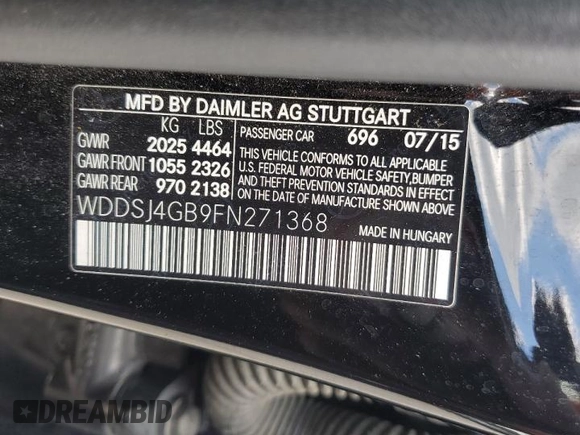 MFD BY DAIMLER AG STUTTGART
KG LBS PASSENGER CAR 696 07/15
GVWR 2025 4464
GAWR FRONT 1055 2326
GAWR REAR 970 2138
THIS VEHICLE CONFORMS TO ALL APPLICABLE
U.S. FEDERAL MOTOR VEHICLE SAFETY, BUMPER
AND THEFT PREVENTION STANDARDS IN EFFECT
ON THE DATE OF MANUFACTURE SHOWN ABOVE.
WDDSJ4GB9FN271368
MADE IN HUNGARY
DREAMBID